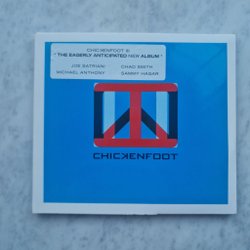 CHICKENFOOT III
" THE EAGERLY ANTICIPATED NEW ALBUM "
JOE SATRIANI CHAD SMITH
MICHAEL ANTHONY SAMMY HAGAR
CHICKENFOOT